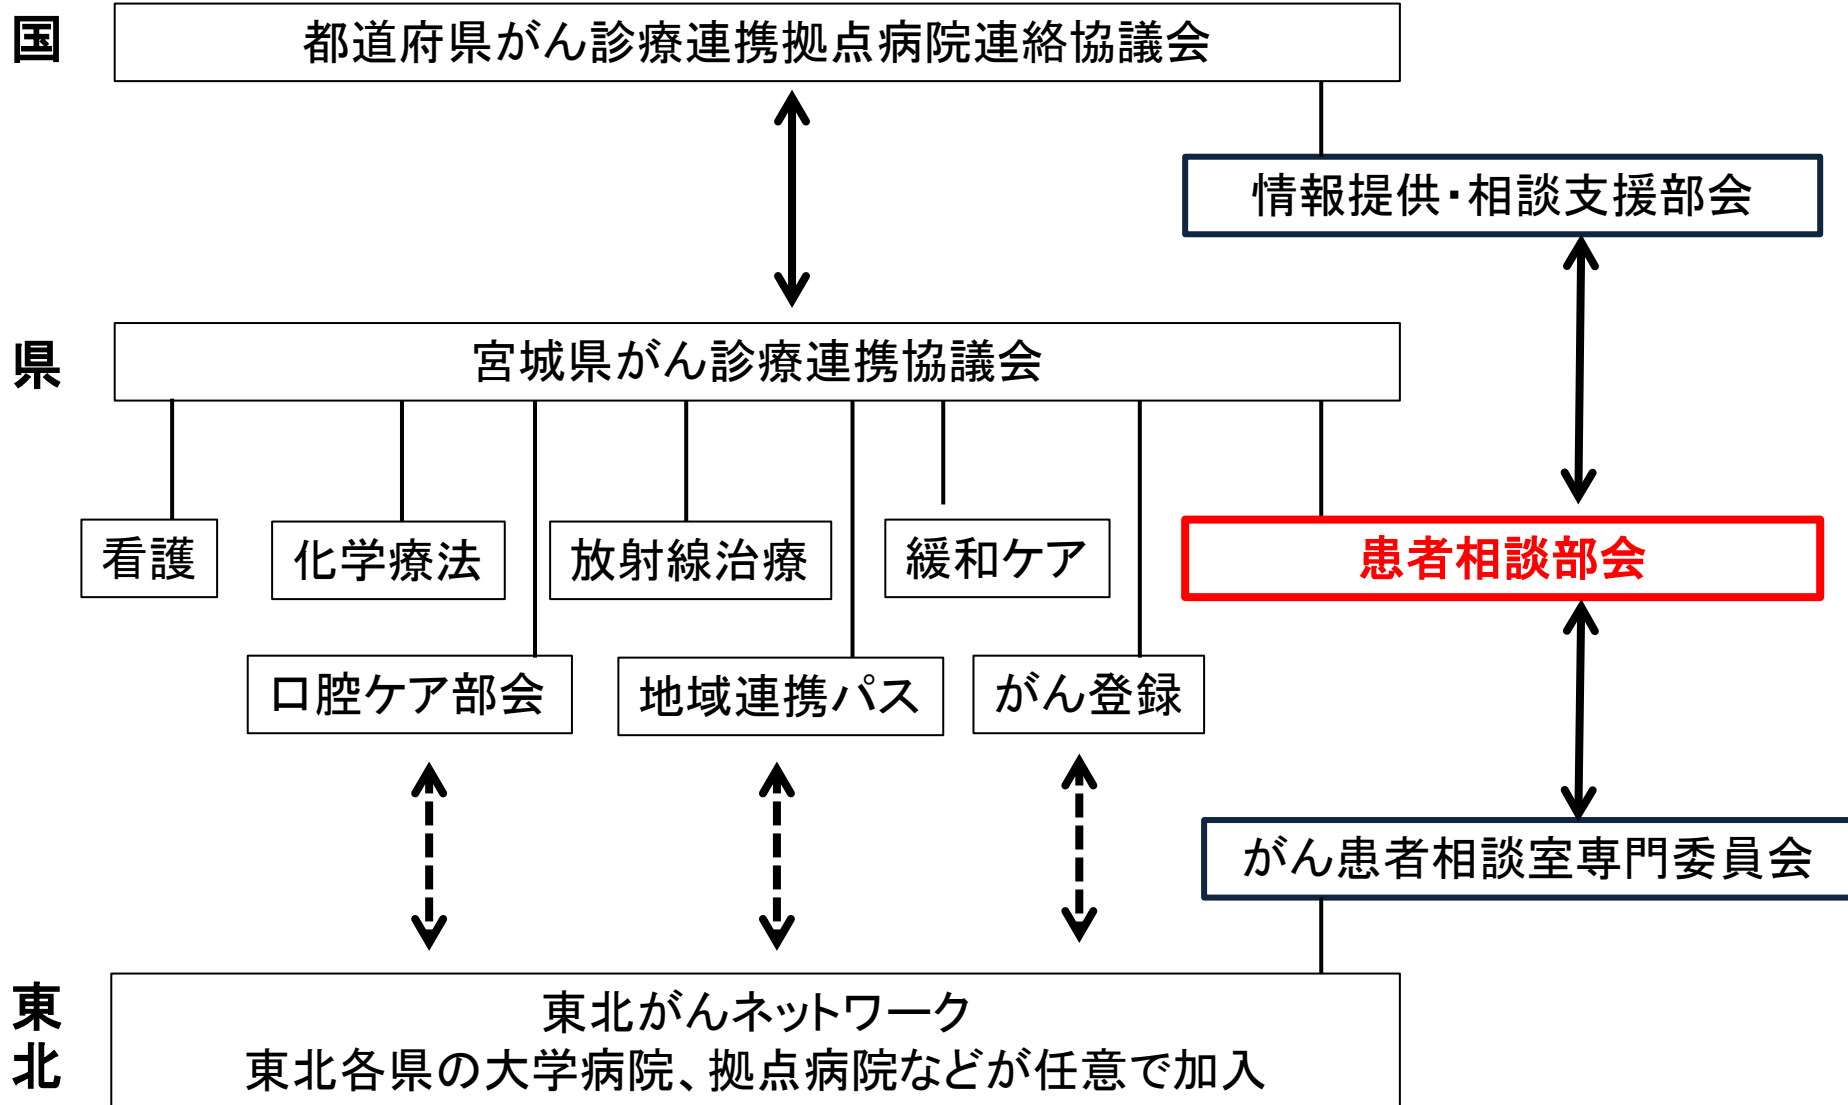 国
都道府県がん診療連携拠点病院連絡協議会
情報提供・相談支援部会
県
宮城県がん診療連携協議会
看護
化学療法
放射線治療
緩和ケア
患者相談部会
口腔ケア部会
地域連携パス
がん登録
がん患者相談室専門委員会
東北
東北がんネットワーク
東北各県の大学病院、拠点病院などが任意で加入